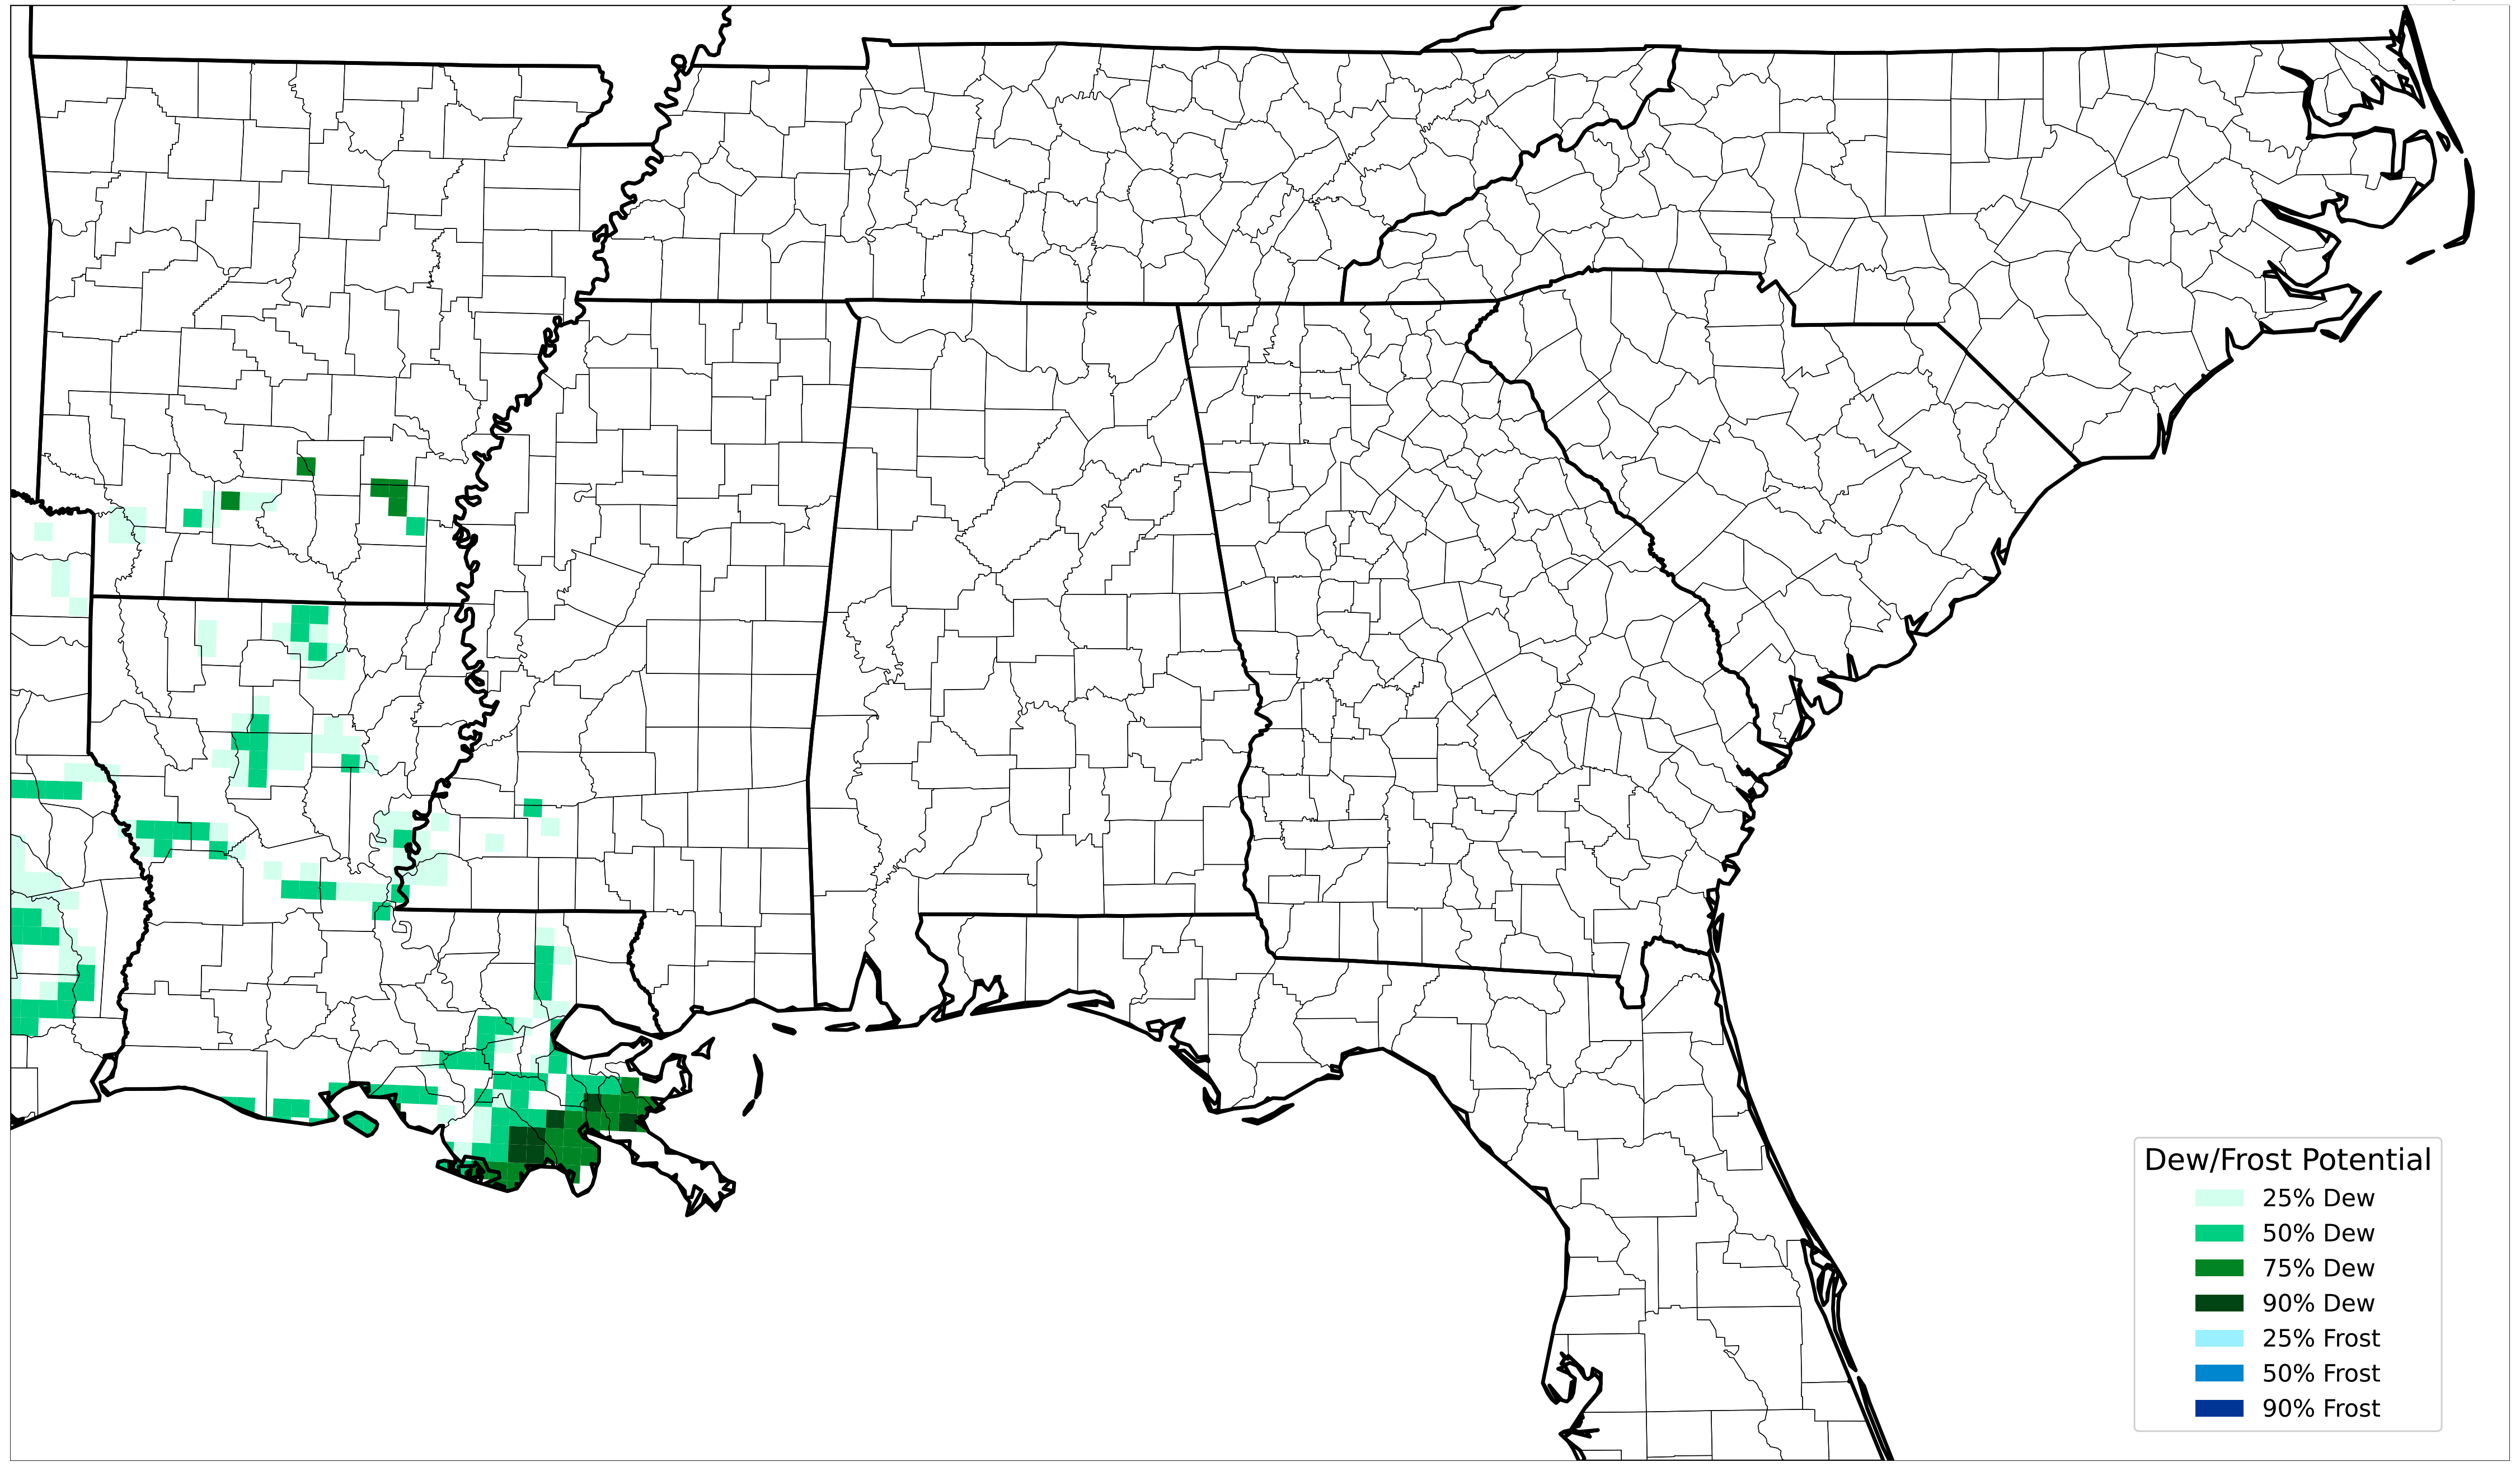 Dew/Frost Potential
25% Dew
50% Dew
75% Dew
90% Dew
25% Frost
50% Frost
90% Frost